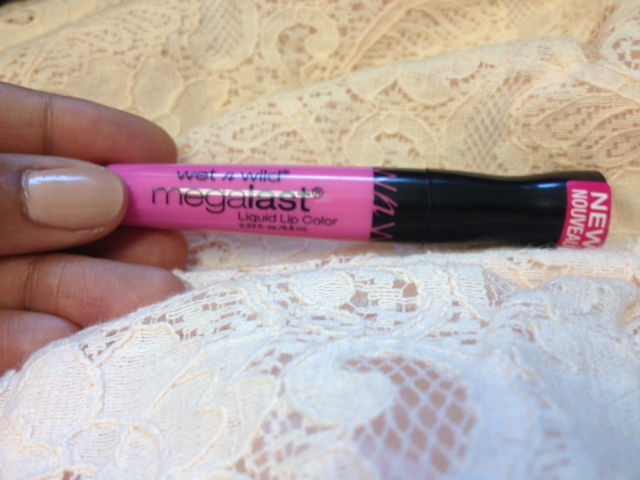 wet n wild®
megalast®
Liquid Lip Color
NEW
NOUVEAU